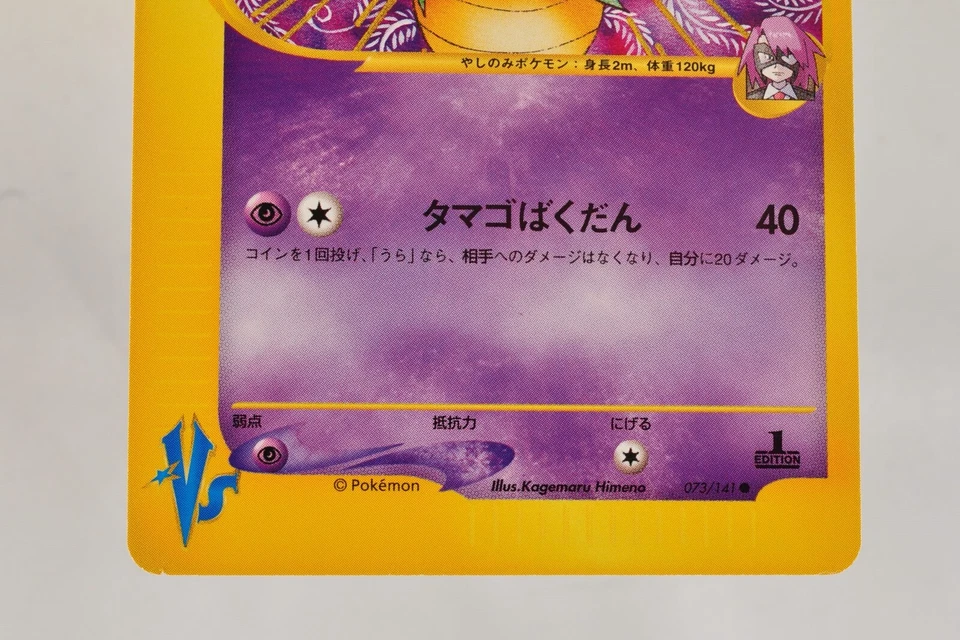 やしのみポケモン：身長2m、体重120kg
タマゴばくだん 40
コインを1回投げ、「うら」なら、相手へのダメージはなくなり、自分に20ダメージ。
弱点 抵抗力 にげる
1
EDITION
VS
© Pokémon Illus.Kagemaru Himeno 073/141●